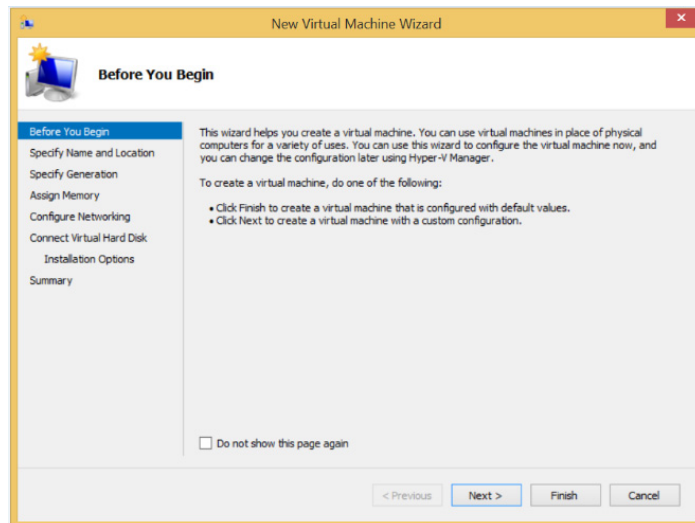 New Virtual Machine Wizard
Before You Begin
Before You Begin
Specify Name and Location
Specify Generation
Assign Memory
Configure Networking
Connect Virtual Hard Disk
Installation Options
Summary
This wizard helps you create a virtual machine. You can use virtual machines in place of physical
computers for a variety of uses. You can use this wizard to configure the virtual machine now, and
you can change the configuration later using Hyper-V Manager.
To create a virtual machine, do one of the following:
• Click Finish to create a virtual machine that is configured with default values.
• Click Next to create a virtual machine with a custom configuration.
Do not show this page again
< Previous
Next >
Finish
Cancel